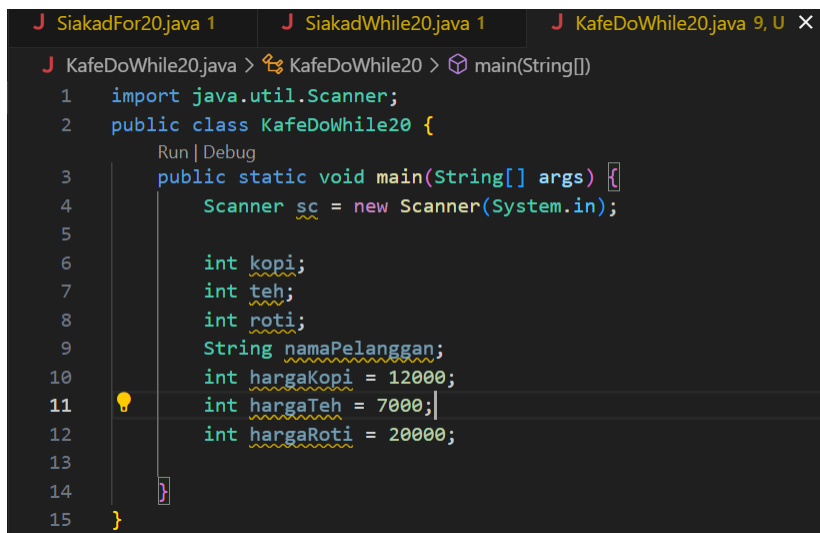 J SiakadFor20.java 1 J SiakadWhile20.java 1 J KafeDoWhile20.java 9, U ×
J KafeDoWhile20.java > KafeDoWhile20 > main(String[])
1 import java.util.Scanner;
2 public class KafeDoWhile20 {
Run | Debug
3 public static void main(String[] args) {
4 Scanner sc = new Scanner(System.in);
5
6 int kopi;
7 int teh;
8 int roti;
9 String namaPelanggan;
10 int hargaKopi = 12000;
11 int hargaTeh = 7000;
12 int hargaRoti = 20000;
13
14 }
15 }